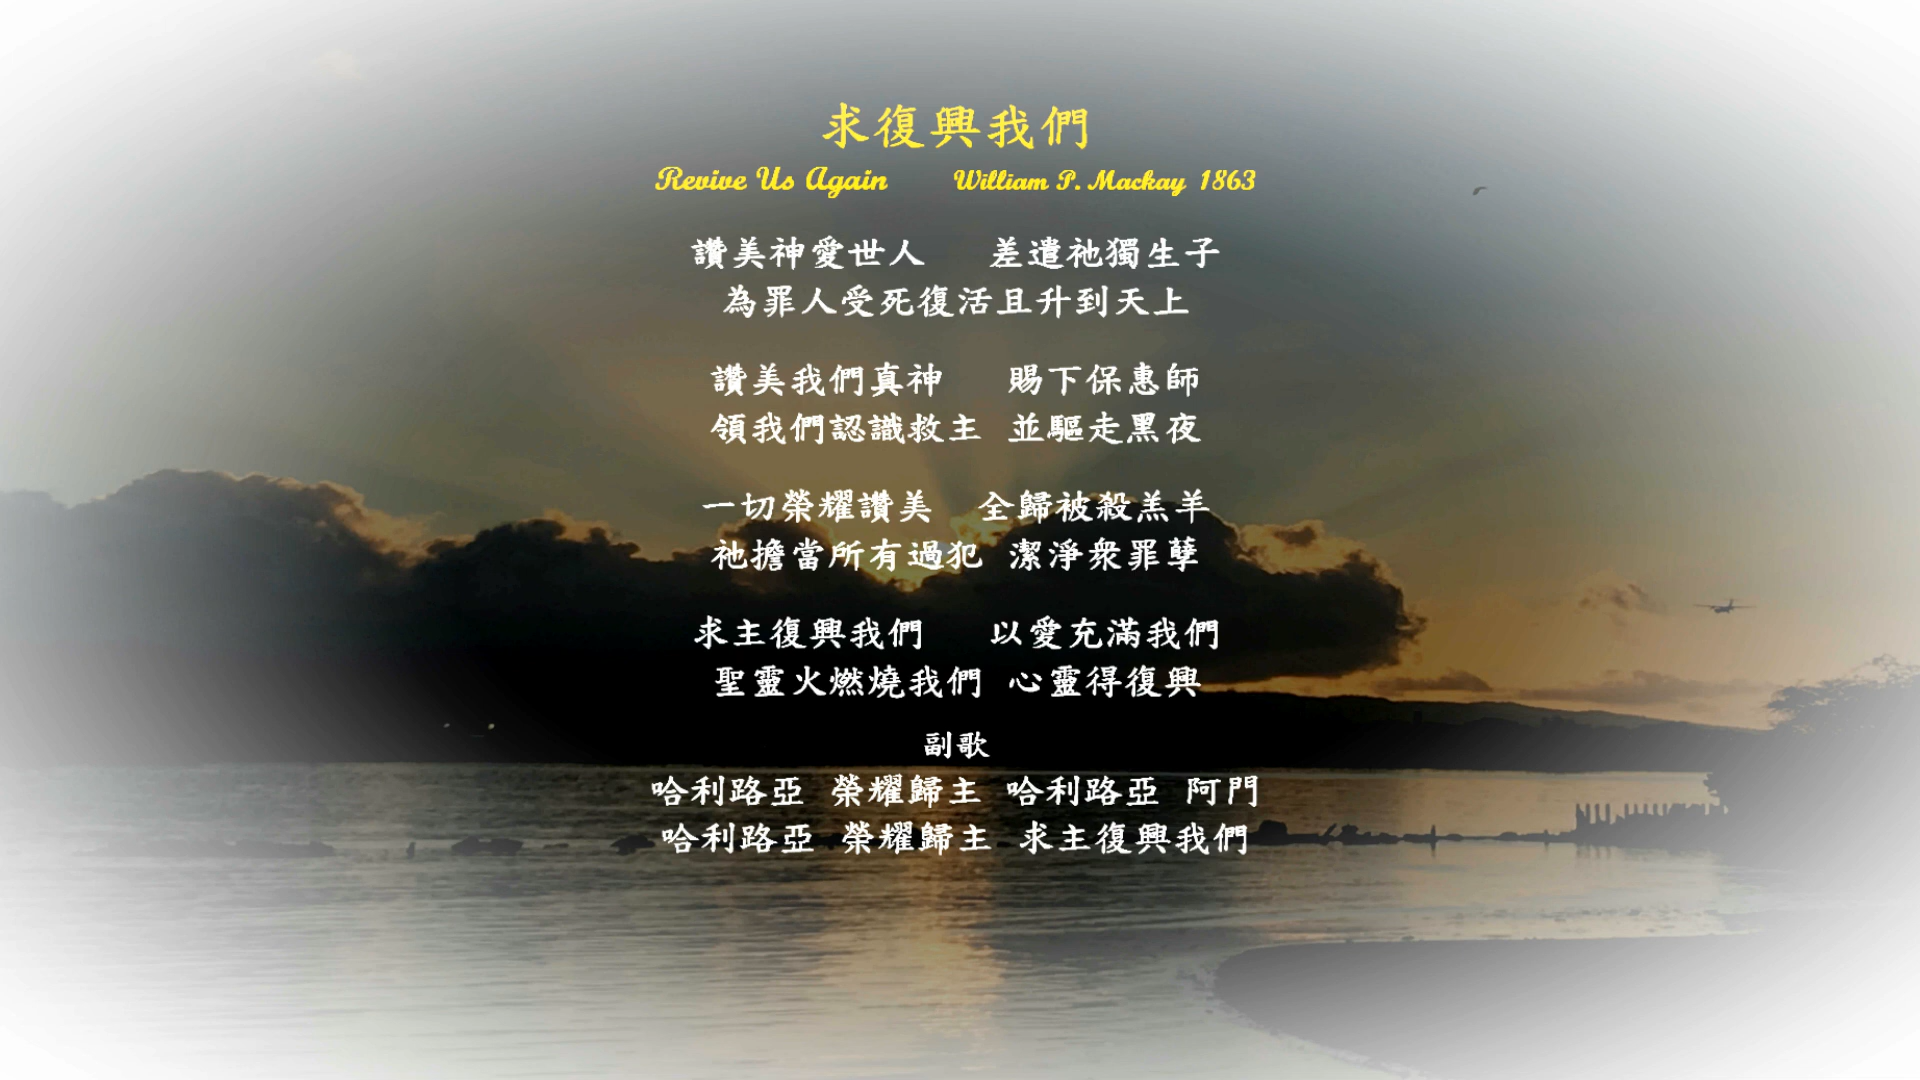 求復興我們
Revive Us Again William P. Mackay 1863
讚美神愛世人 差遣祂獨生子
為罪人受死復活且升到天上
讚美我們真神 賜下保惠師
領我們認識救主 並驅走黑夜
一切榮耀讚美 全歸被殺羔羊
祂擔當所有過犯 潔淨衆罪孽
求主復興我們 以愛充滿我們
聖靈火燃燒我們 心靈得復興
副歌
哈利路亞 榮耀歸主 哈利路亞 阿門
哈利路亞 榮耀歸主 求主復興我們